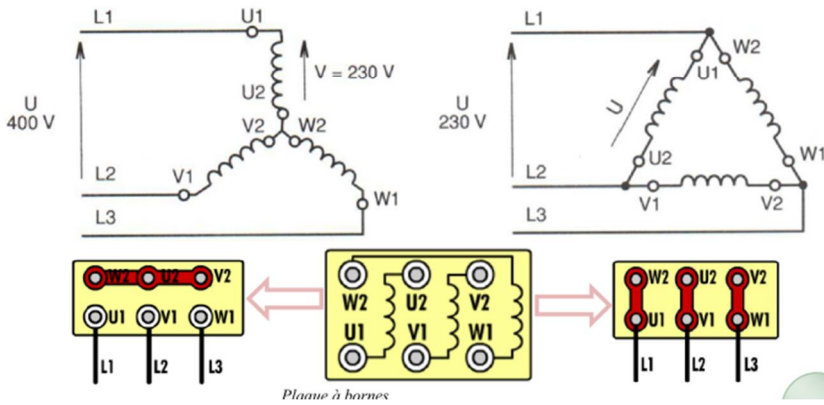 L1
U1
V = 230 V
U2
U
400 V
V2
W2
L2
V1
W1
L3
L1
W2
U1
U
U
230 V
U2
W1
L2
V1
V2
L3
W2
U2
V2
U1
V1
W1
L1
L2
L3
W2
U2
V2
U1
V1
W1
W2
U2
V2
U1
V1
W1
L1
L2
L3
Plaque à bornes